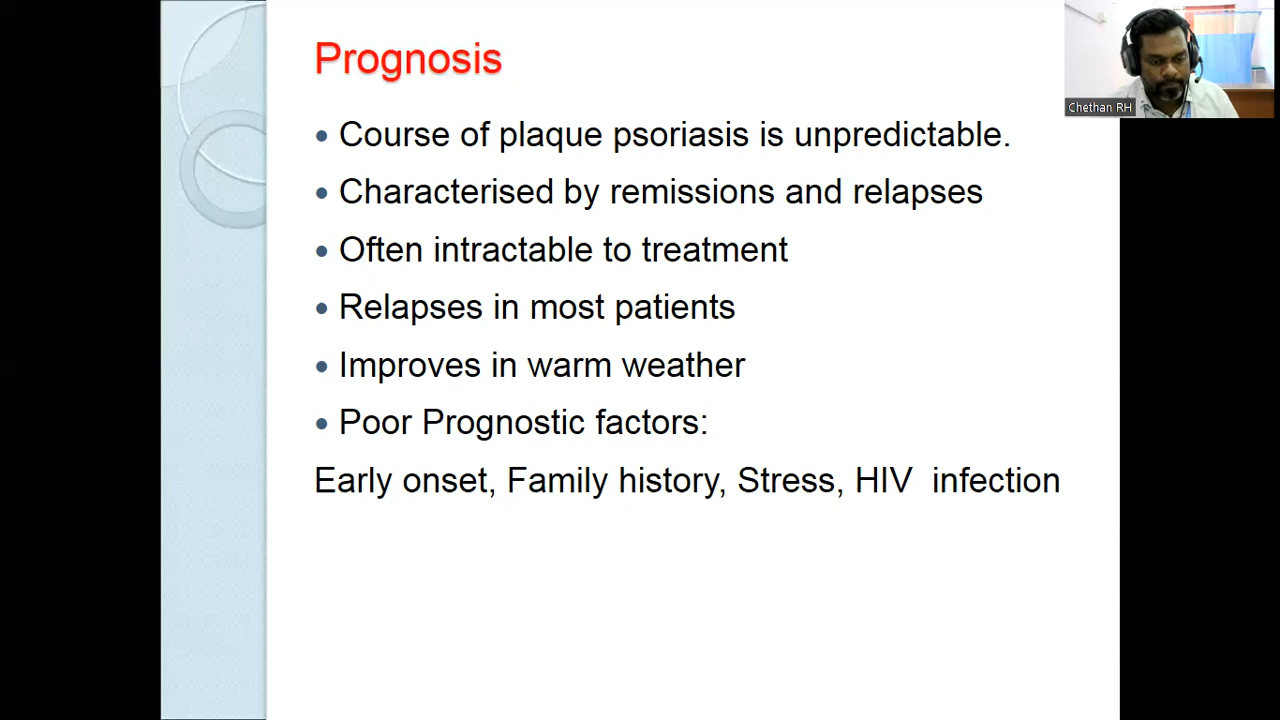 Prognosis
Chethan RH
• Course of plaque psoriasis is unpredictable.
• Characterised by remissions and relapses
• Often intractable to treatment
• Relapses in most patients
• Improves in warm weather
• Poor Prognostic factors:
Early onset, Family history, Stress, HIV  infection